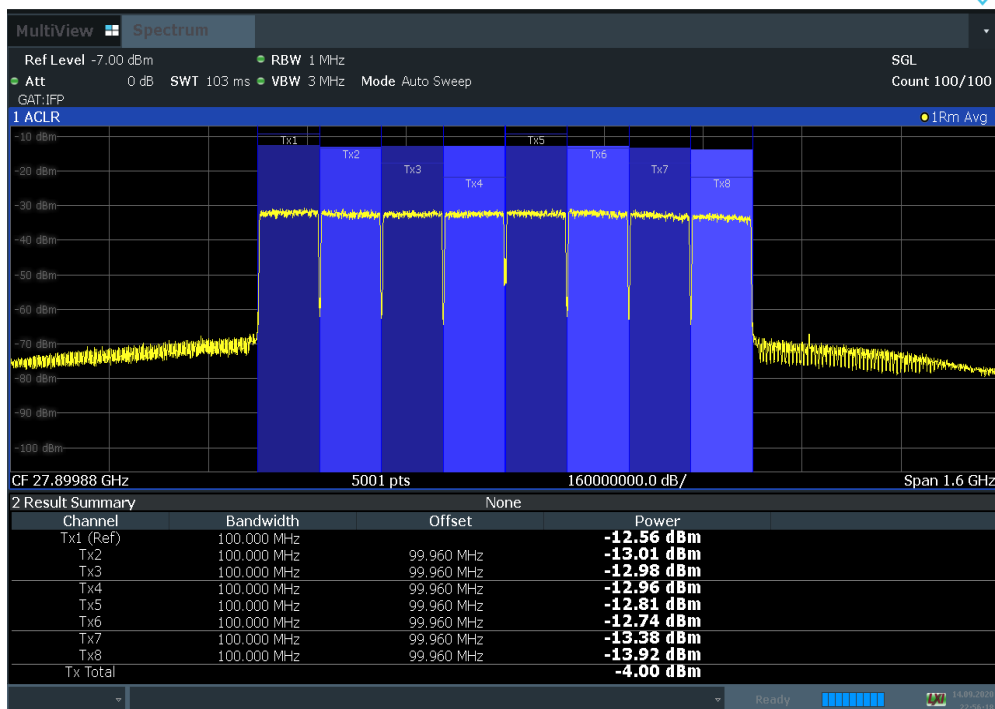 MultiView Spectrum
Ref Level -7.00 dBm RBW 1 MHz SGL
Att 0 dB SWT 103 ms VBW 3 MHz Mode Auto Sweep Count 100/100
GAT:IFP
1 ACLR 1Rm Avg
-10 dBm
Tx1 Tx5
Tx2 Tx6
-20 dBm Tx3 Tx7
Tx4 Tx8
-30 dBm
-40 dBm
-50 dBm
-60 dBm
-70 dBm
-80 dBm
-90 dBm
-100 dBm
CF 27.89988 GHz 5001 pts 160000000.0 dB/ Span 1.6 GHz
2 Result Summary None
Channel Bandwidth Offset Power
Tx1 (Ref) 100.000 MHz -12.56 dBm
Tx2 100.000 MHz 99.960 MHz -13.01 dBm
Tx3 100.000 MHz 99.960 MHz -12.98 dBm
Tx4 100.000 MHz 99.960 MHz -12.96 dBm
Tx5 100.000 MHz 99.960 MHz -12.81 dBm
Tx6 100.000 MHz 99.960 MHz -12.74 dBm
Tx7 100.000 MHz 99.960 MHz -13.38 dBm
Tx8 100.000 MHz 99.960 MHz -13.92 dBm
Tx Total -4.00 dBm
Ready 14.09.2020